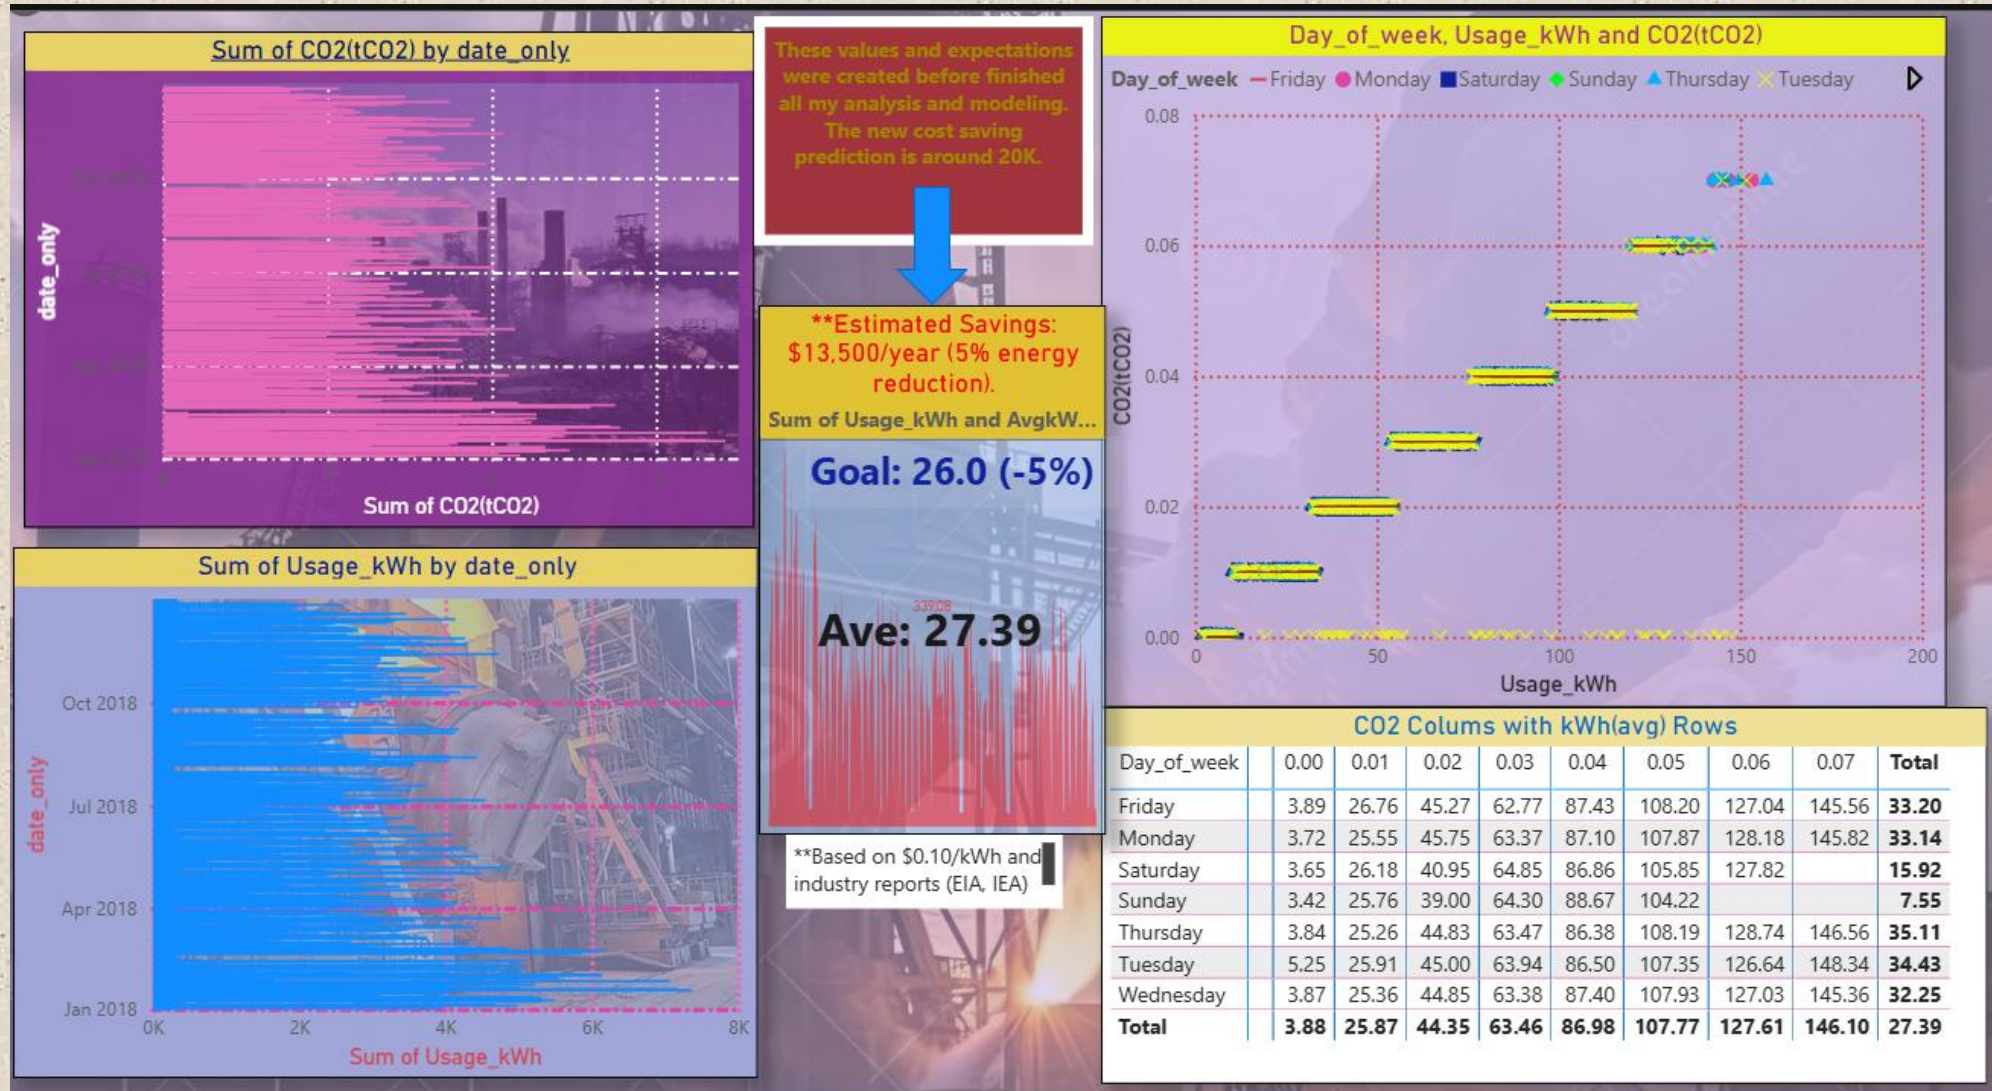 Sum of CO2(tCO2) by date_only
date_only
Sum of CO2(tCO2)
These values and expectations
were created before finished
all my analysis and modeling.
The new cost saving
prediction is around 20K.
Day_of_week, Usage_kWh and CO2(tCO2)
Day_of_week Friday Monday Saturday Sunday Thursday Tuesday
0.08
0.06
0.04
0.02
0.00
CO2(tCO2)
0 50 100 150 200
Usage_kWh
**Estimated Savings:
$13,500/year (5% energy
reduction).
Sum of Usage_kWh and AvgkW...
Goal: 26.0 (-5%)
339.08
Ave: 27.39
**Based on $0.10/kWh and
industry reports (EIA, IEA)
Sum of Usage_kWh by date_only
Oct 2018
Jul 2018
Apr 2018
Jan 2018
date_only
0K 2K 4K 6K 8K
Sum of Usage_kWh
CO2 Colums with kWh(avg) Rows
Day_of_week 0.00 0.01 0.02 0.03 0.04 0.05 0.06 0.07 Total
Friday 3.89 26.76 45.27 62.77 87.43 108.20 127.04 145.56 33.20
Monday 3.72 25.55 45.75 63.37 87.10 107.87 128.18 145.82 33.14
Saturday 3.65 26.18 40.95 64.85 86.86 105.85 127.82 15.92
Sunday 3.42 25.76 39.00 64.30 88.67 104.22 7.55
Thursday 3.84 25.26 44.83 63.47 86.38 108.19 128.74 146.56 35.11
Tuesday 5.25 25.91 45.00 63.94 86.50 107.35 126.64 148.34 34.43
Wednesday 3.87 25.36 44.85 63.38 87.40 107.93 127.03 145.36 32.25
Total 3.88 25.87 44.35 63.46 86.98 107.77 127.61 146.10 27.39